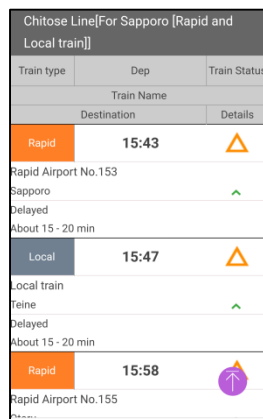 Chitose Line[For Sapporo [Rapid and
Local train]]
Train type Dep Train Status
Train Name
Destination Details
Rapid 15:43
Rapid Airport No.153
Sapporo
Delayed
About 15 - 20 min
Local 15:47
Local train
Teine
Delayed
About 15 - 20 min
Rapid 15:58
Rapid Airport No.155